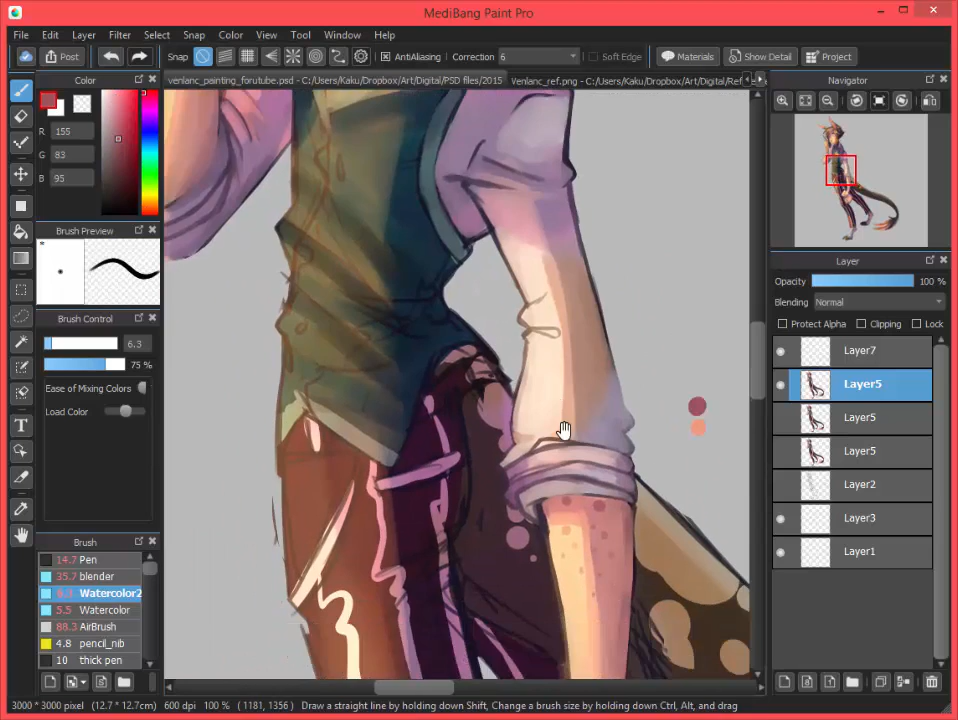 MediBang Paint Pro
File Edit Layer Filter Select Snap Color View Tool Window Help
Post Snap AntiAliasing Correction 6 Softness Materials Show Detail Project
Color
venlanc_painting_forutube.psd - C:/Users/Kaku/Dropbox/Art/Digital/PSD files/2015 Venlanc_ref.png - C:/Users/Kaku/Dropbox/Art/Digital/Ref
Navigator
R 155
G 83
B 95
Brush Preview
*
Brush Control
6.3
75 %
Ease of Mixing Colors
Load Color
Brush
14.7 Pen
35.7 blender
6.3 Watercolor2
5.5 Watercolor
88.3 AirBrush
4.8 pencil_nib
10 thick pen
Layer
Opacity 100 %
Blending Normal
Protect Alpha Clipping Lock
Layer7
Layer5
Layer5
Layer5
Layer2
Layer3
Layer1
3000 * 3000 pixel (12.7 * 12.7cm) 600 dpi 100 % ( 1181, 1356 ) Draw a straight line by holding down Shift, Change a brush size by holding down Ctrl, Alt, and drag